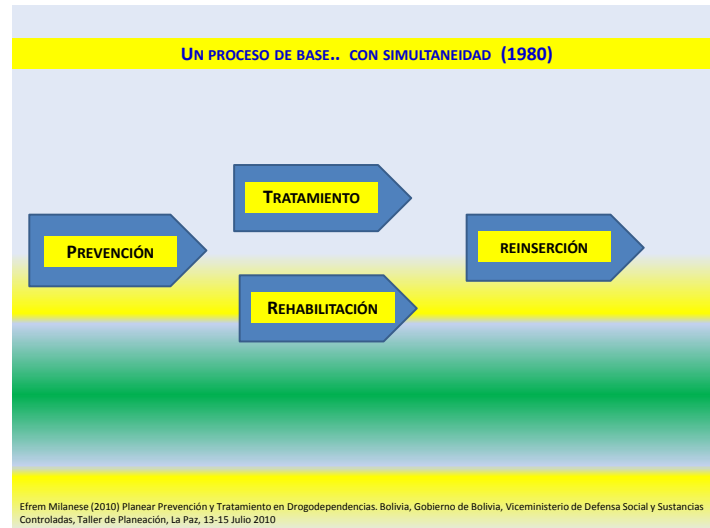 UN PROCESO DE BASE.. CON SIMULTANEIDAD (1980)
TRATAMIENTO
PREVENCIÓN
REINSERCIÓN
REHABILITACIÓN
Efrem Milanese (2010) Planear Prevención y Tratamiento en Drogodependencias. Bolivia, Gobierno de Bolivia, Viceministerio de Defensa Social y Sustancias
Controladas, Taller de Planeación, La Paz, 13-15 Julio 2010